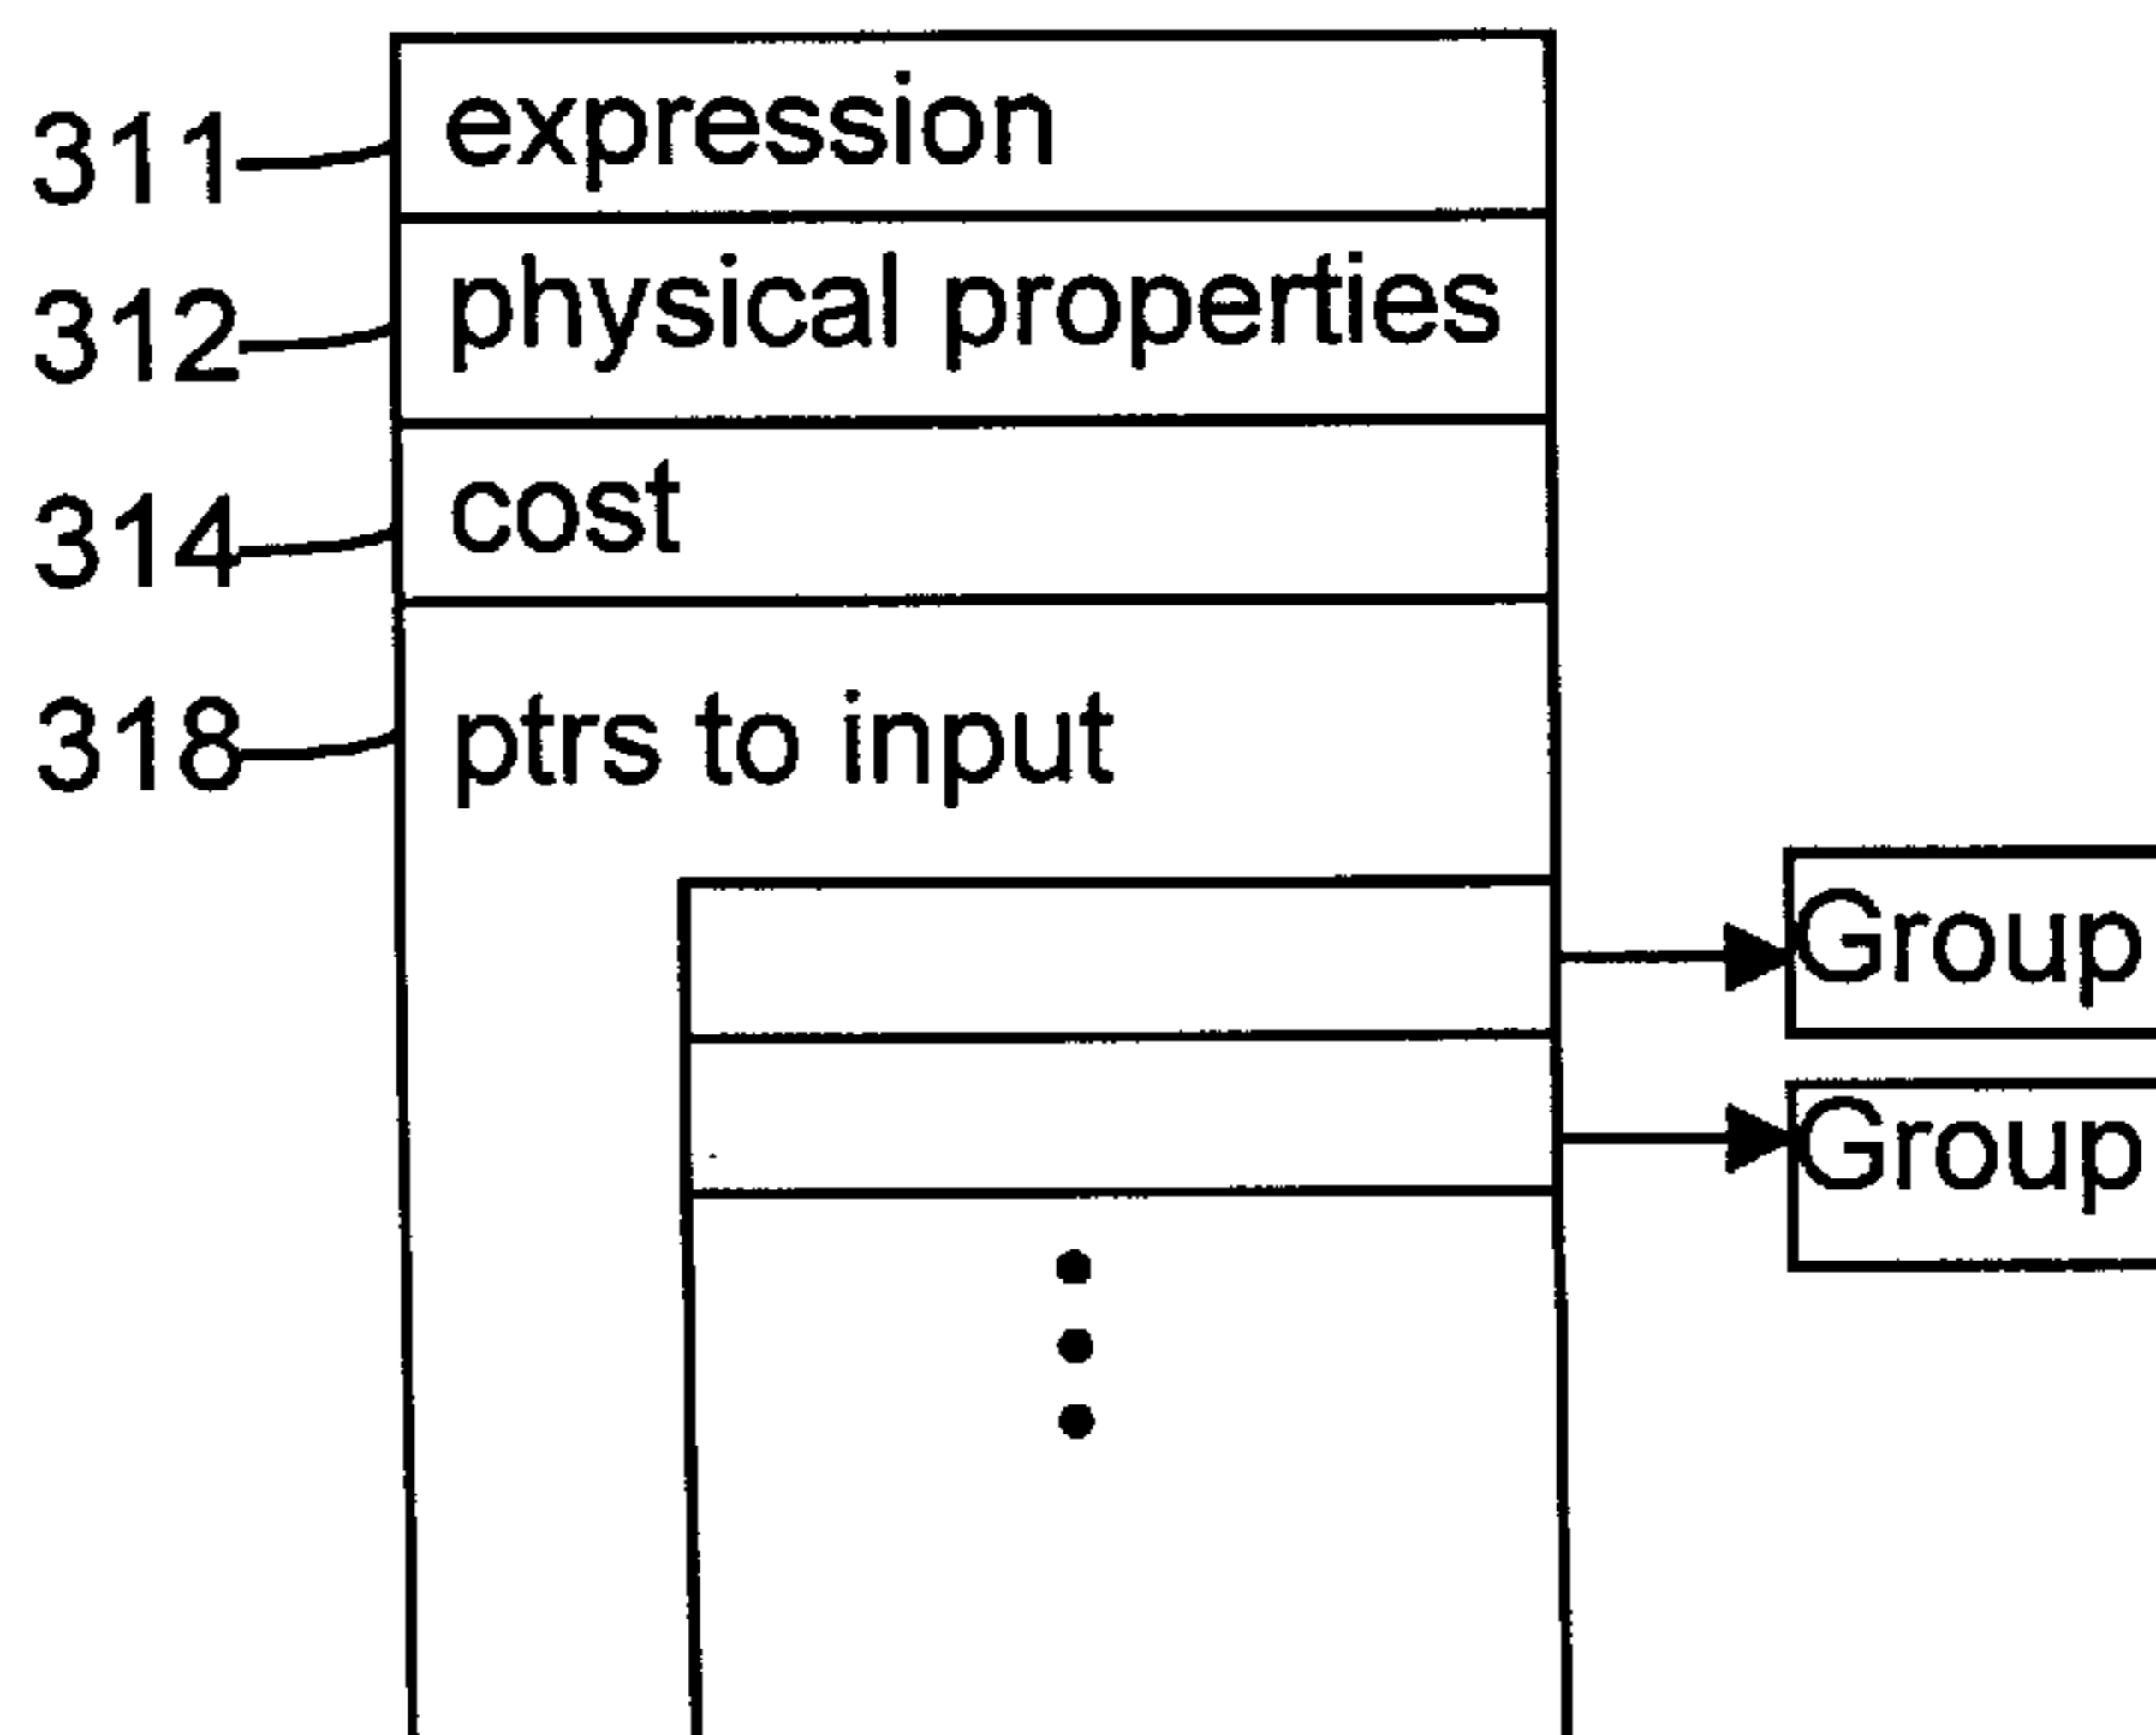 311 expression
312 physical properties
314 cost
318 ptrs to input
Group
Group